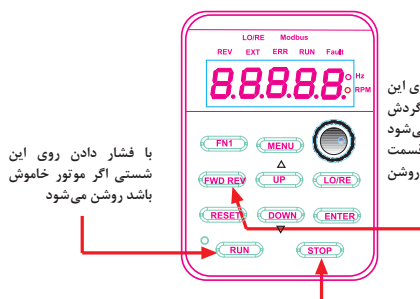 LO/RE Modbus
REV EXT ERR RUN Fault
8.8.8.8.8. Hz
RPM
FN1 MENU
FWD REV UP LO/RE
RESET DOWN ENTER
RUN STOP
با فشار دادن روی این
شستی اگر موتور خاموش
باشد روشن می‌شود
ی این
گردش
ی‌شود
قسمت
روشن